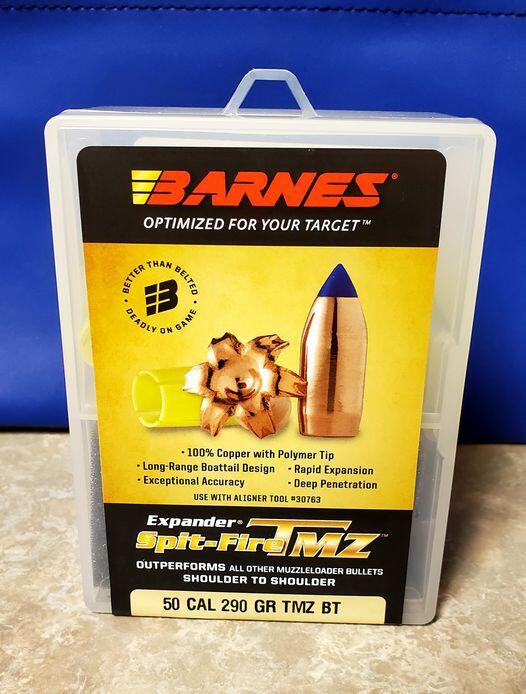 BARNES®
OPTIMIZED FOR YOUR TARGET™
BETTER THAN BELTED
B
DEADLY ON GAME
• 100% Copper with Polymer Tip
• Long-Range Boattail Design • Rapid Expansion
• Exceptional Accuracy • Deep Penetration
USE WITH ALIGNER TOOL #30763
Expander®
Spit-Fire TMZ™
OUTPERFORMS ALL OTHER MUZZLELOADER BULLETS
SHOULDER TO SHOULDER
50 CAL 290 GR TMZ BT